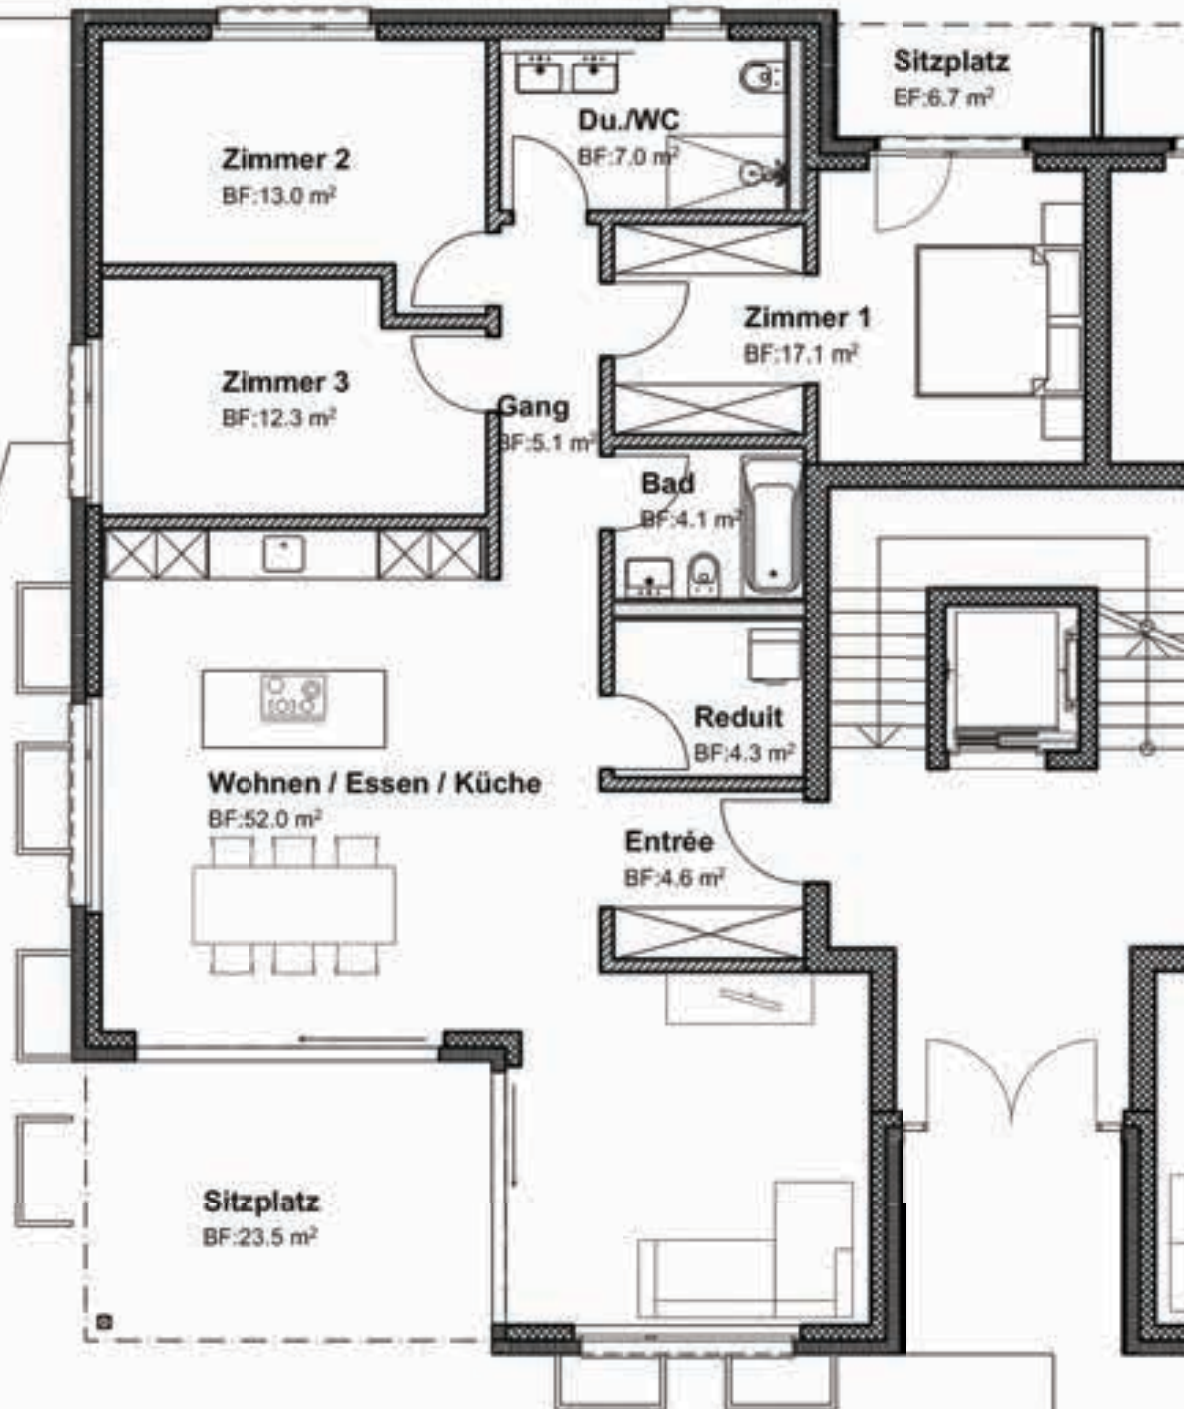 Sitzplatz
EF:6.7 m²
Du./WC
BF:7.0 m²
Zimmer 2
BF:13.0 m²
Zimmer 1
BF:17.1 m²
Zimmer 3
BF:12.3 m²
Gang
BF:5.1 m²
Bad
BF:4.1 m²
Reduit
BF:4.3 m²
Wohnen / Essen / Küche
BF:52.0 m²
Entrée
BF:4.6 m²
Sitzplatz
BF:23.5 m²